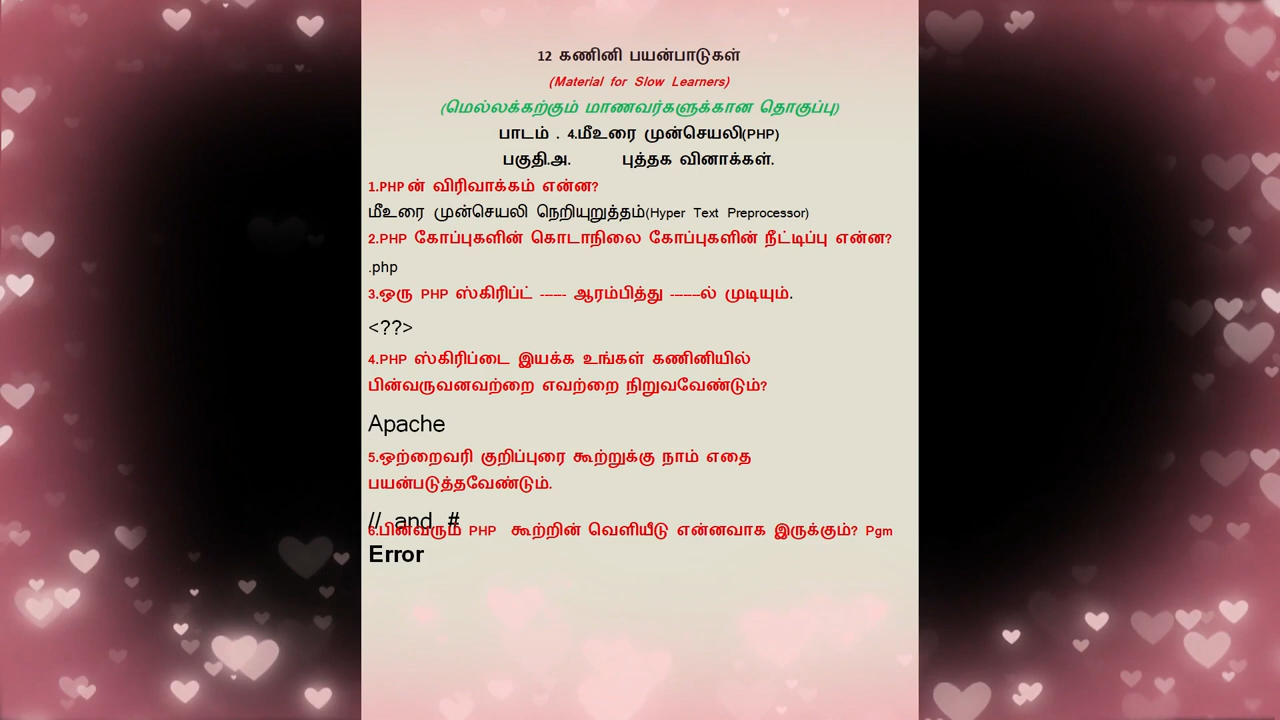 12 கணினி பயன்பாடுகள்
(Material for Slow Learners)
(மெல்லக்கற்கும் மாணவர்களுக்கான தொகுப்பு)
பாடம் . 4.மீஉரை முன்செயலி(PHP)
பகுதி.அ. புத்தக வினாக்கள்.
1.PHP ன் விரிவாக்கம் என்ன?
மீஉரை முன்செயலி நெறியுறுத்தம்(Hyper Text Preprocessor)
2.PHP கோப்புகளின் கொடாநிலை கோப்புகளின் நீட்டிப்பு என்ன?
.php
3.ஒரு PHP ஸ்கிரிப்ட் ------ ஆரம்பித்து -------ல் முடியும்.
<??>
4.PHP ஸ்கிரிப்டை இயக்க உங்கள் கணினியில்
பின்வருவனவற்றை எவற்றை நிறுவவேண்டும்?
Apache
5.ஒற்றைவரி குறிப்புரை கூற்றுக்கு நாம் எதை
பயன்படுத்தவேண்டும்.
// and #
6.பின்வரும் PHP கூற்றின் வெளியீடு என்னவாக இருக்கும்? Pgm
Error